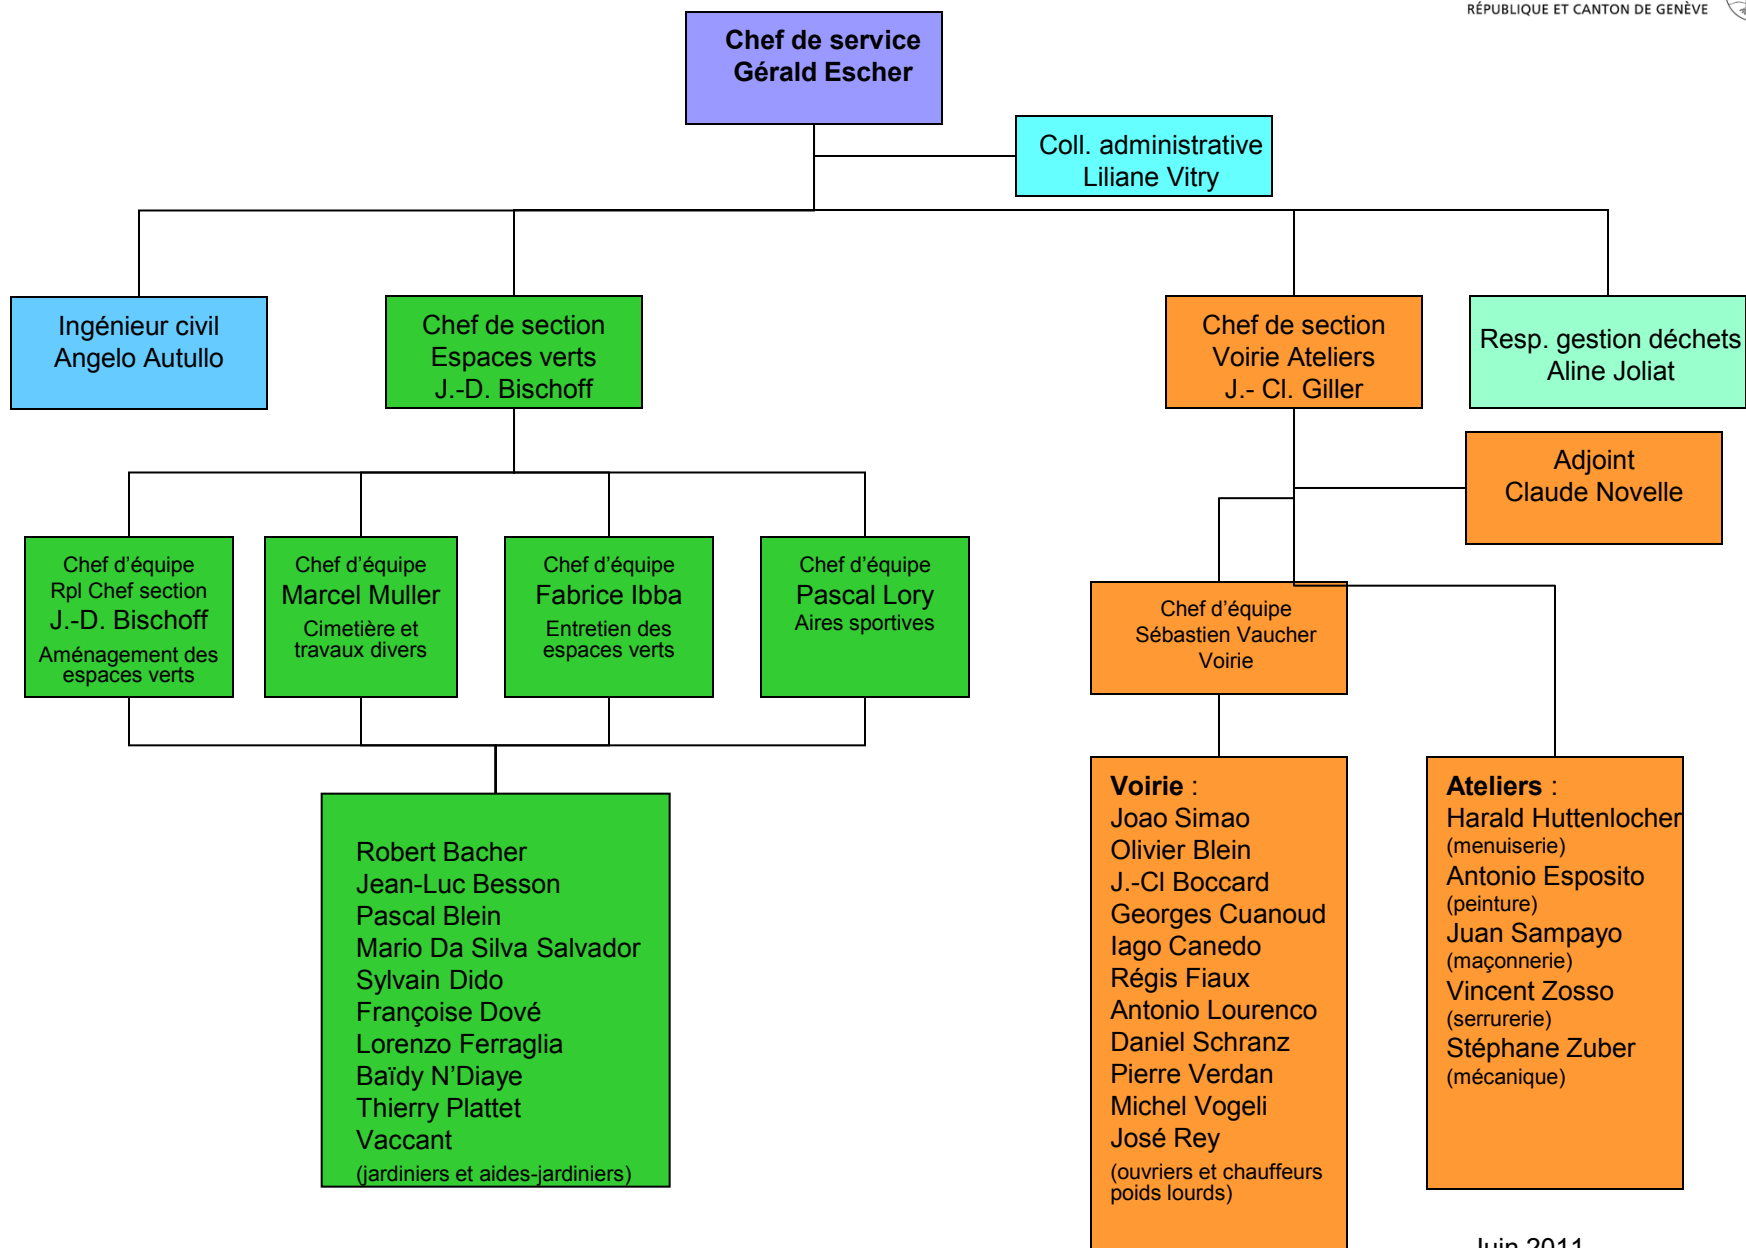 RÉPUBLIQUE ET CANTON DE GENÈVE
Chef de service
Gérald Escher
Coll. administrative
Liliane Vitry
Ingénieur civil
Angelo Autullo
Chef de section
Espaces verts
J.-D. Bischoff
Chef de section
Voirie Ateliers
J.- Cl. Giller
Resp. gestion déchets
Aline Joliat
Adjoint
Claude Novelle
Chef d'équipe
Rpl Chef section
J.-D. Bischoff
Aménagement des
espaces verts
Chef d'équipe
Marcel Muller
Cimetière et
travaux divers
Chef d'équipe
Fabrice Ibba
Entretien des
espaces verts
Chef d'équipe
Pascal Lory
Aires sportives
Chef d'équipe
Sébastien Vaucher
Voirie
Robert Bacher
Jean-Luc Besson
Pascal Blein
Mario Da Silva Salvador
Sylvain Dido
Françoise Dové
Lorenzo Ferraglia
Baïdy N'Diaye
Thierry Plattet
Vaccant
(jardiniers et aides-jardiniers)
Voirie :
Joao Simao
Olivier Blein
J.-Cl Boccard
Georges Cuanoud
Iago Canedo
Régis Fiaux
Antonio Lourenco
Daniel Schranz
Pierre Verdan
Michel Vogeli
José Rey
(ouvriers et chauffeurs
poids lourds)
Ateliers :
Harald Huttenlocher
(menuiserie)
Antonio Esposito
(peinture)
Juan Sampayo
(maçonnerie)
Vincent Zosso
(serrurerie)
Stéphane Zuber
(mécanique)
Juin 2011